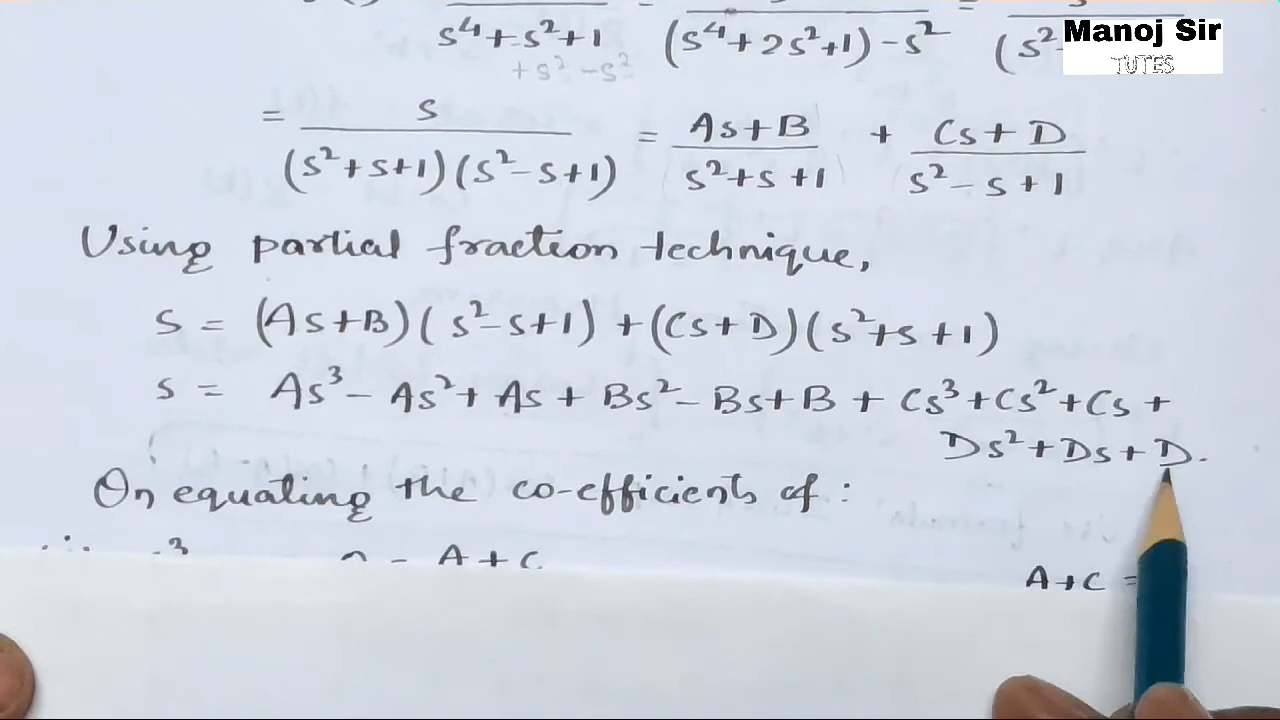 s⁴+s²+1 (s⁴+2s²+1)-s² (s²
+s²-s²
Manoj Sir
TUTES
= s/((s²+s+1)(s²-s+1)) = (As+B)/(s²+s+1) + (Cs+D)/(s²-s+1)
Using partial fraction technique,
s = (As+B)(s²-s+1)+(Cs+D)(s²+s+1)
s = As³-As²+As+Bs²-Bs+B+Cs³+Cs²+Cs+
Ds²+Ds+D.
On equating the co-efficients of :
A+C
A+C =